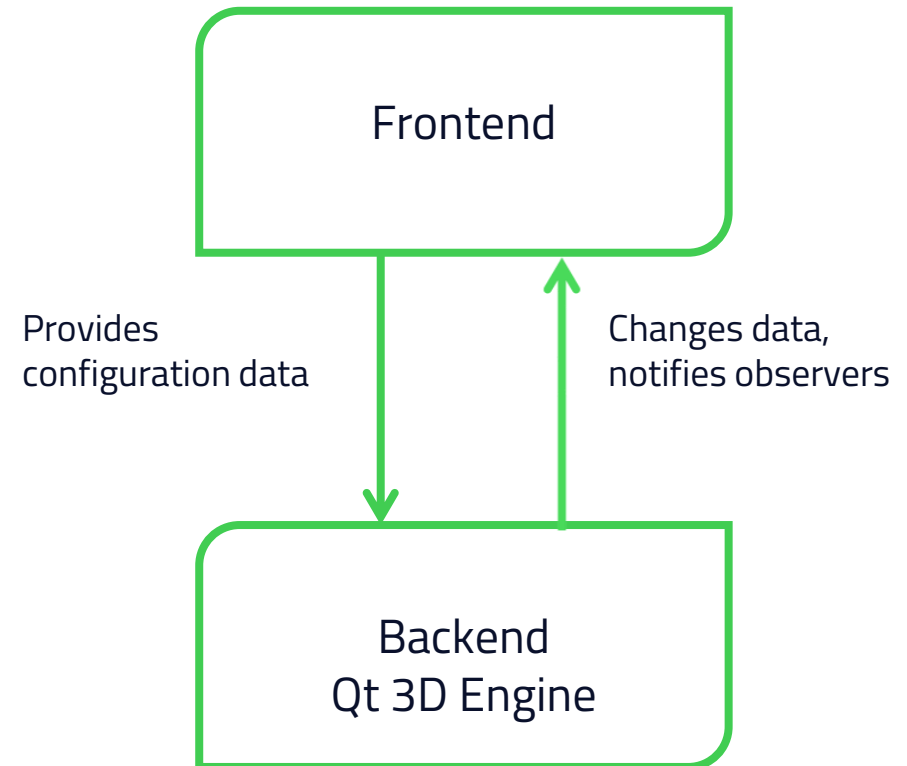 Frontend
Provides
configuration data
Changes data,
notifies observers
Backend
Qt 3D Engine